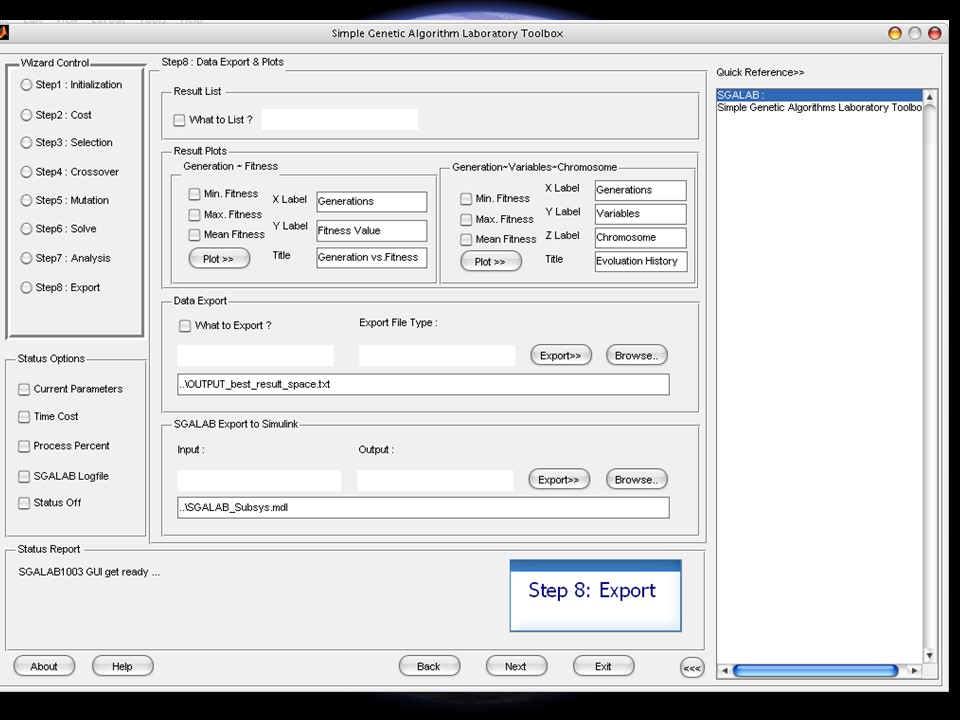 Edit View Layout Tools Help
Simple Genetic Algorithm Laboratory Toolbox
Wizard Control
Step1 : Initialization
Step2 : Cost
Step3 : Selection
Step4 : Crossover
Step5 : Mutation
Step6 : Solve
Step7 : Analysis
Step8 : Export
Status Options
Current Parameters
Time Cost
Process Percent
SGALAB Logfile
Status Off
Step8 : Data Export & Plots
Result List
What to List ?
Result Plots
Generation ~ Fitness
Min. Fitness
Max. Fitness
Mean Fitness
Plot >>
X Label
Generations
Y Label
Fitness Value
Title
Generation vs.Fitness
Generation~Variables~Chromosome
Min. Fitness
Max. Fitness
Mean Fitness
Plot >>
X Label
Generations
Y Label
Variables
Z Label
Chromosome
Title
Evoluation History
Data Export
What to Export ?
Export File Type :
Export>>
Browse..
..\OUTPUT_best_result_space.txt
SGALAB Export to Simulink
Input :
Output :
Export>>
Browse..
..\SGALAB_Subsys.mdl
Quick Reference>>
SGALAB :
Simple Genetic Algorithms Laboratory Toolbo
Status Report
SGALAB1003 GUI get ready ...
Step 8: Export
About
Help
Back
Next
Exit
<<<